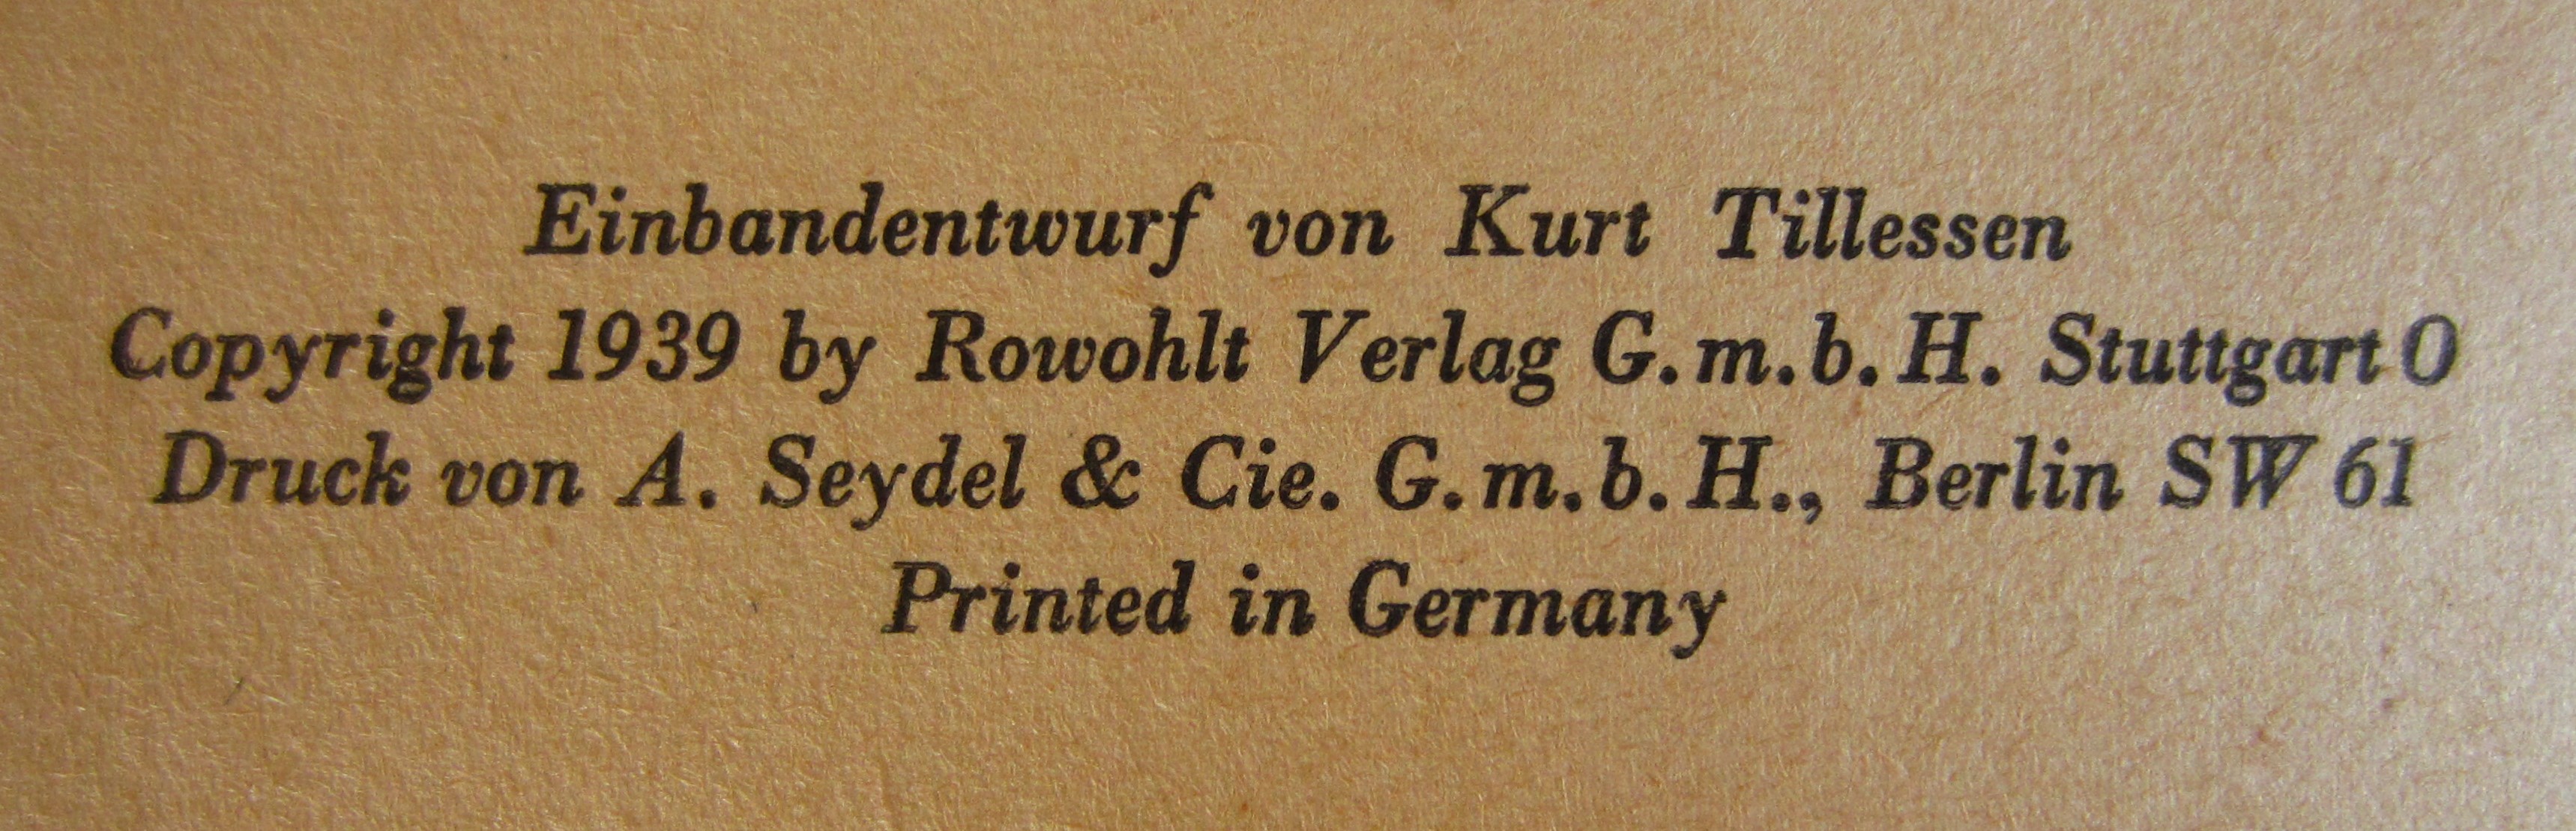 Einbandentwurf von Kurt Tillessen
Copyright 1939 by Rowohlt Verlag G.m.b.H. Stuttgart O
Druck von A. Seydel & Cie. G.m.b.H., Berlin SW 61
Printed in Germany